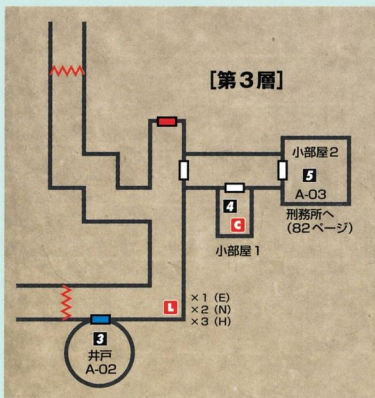 [第3層]
小部屋2
5
A-03
刑務所へ
(82ページ)
4
C
小部屋1
L
×1 (E)
×2 (N)
×3 (H)
3
井戸
A-02